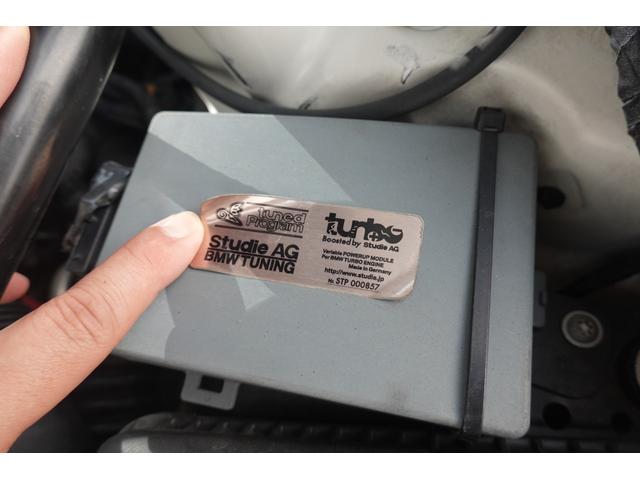 tuned
Program
Studie AG
BMW TUNING
turbo
Boosted by Studie AG
Variable POWERUP MODULE
For BMW TURBO ENGINE
Made in Germany
http://www.studie.jp
No. STP 000857